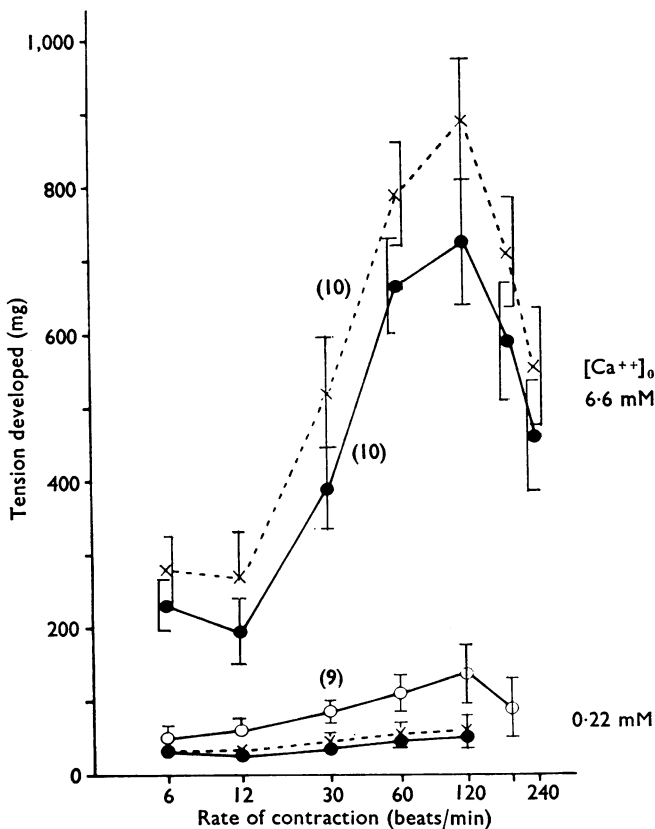 1,000
800
600
400
200
0
Tension developed (mg)
(10)
(10)
(9)
[Ca++]₀
6·6 mM
0·22 mM
6 12 30 60 120 240
Rate of contraction (beats/min)